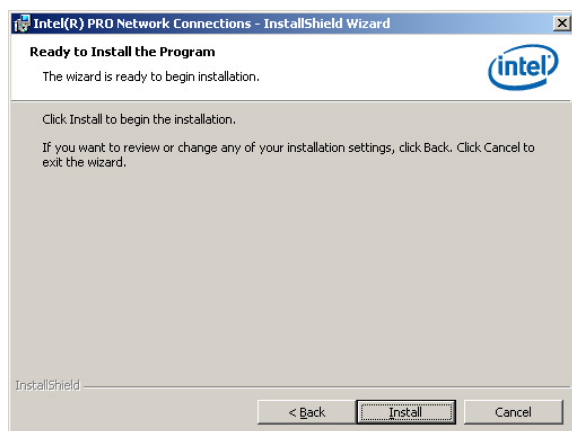 Intel(R) PRO Network Connections - InstallShield Wizard
Ready to Install the Program
The wizard is ready to begin installation.
intel
Click Install to begin the installation.
If you want to review or change any of your installation settings, click Back. Click Cancel to
exit the wizard.
InstallShield
< Back Install Cancel